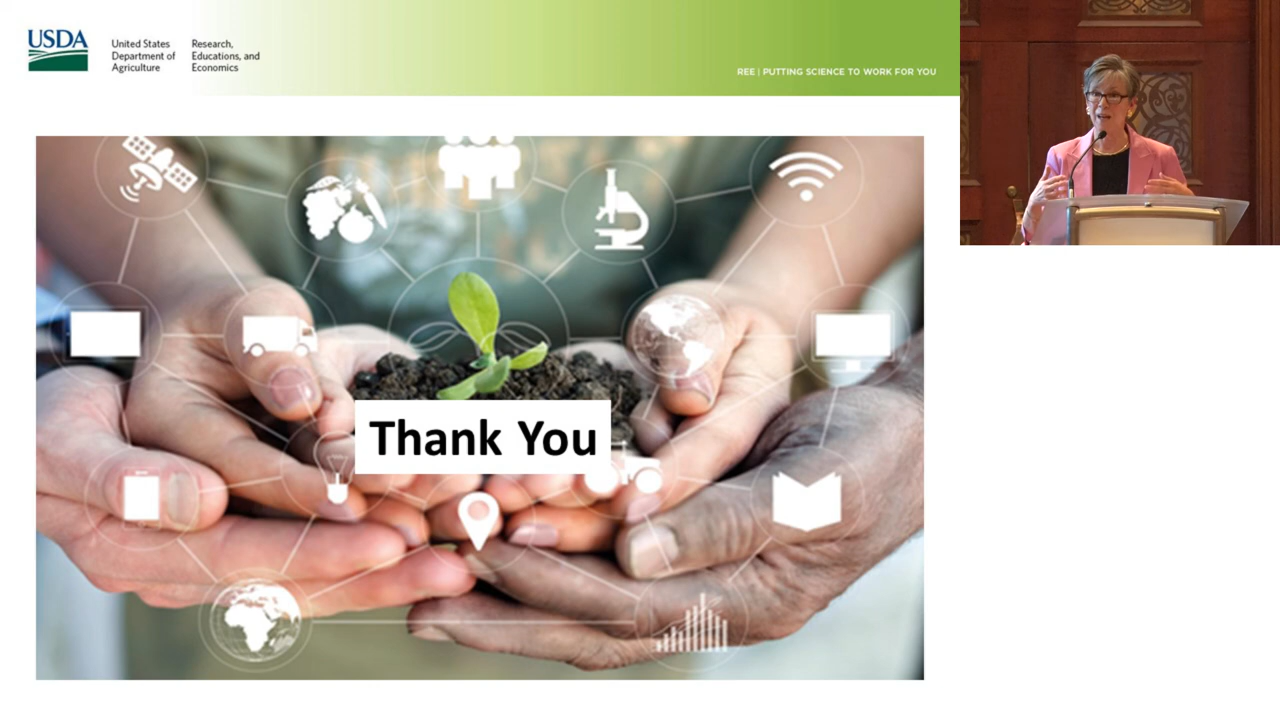 USDA
United States
Department of
Agriculture
Research,
Educations, and
Economics
REE | PUTTING SCIENCE TO WORK FOR YOU
Thank You